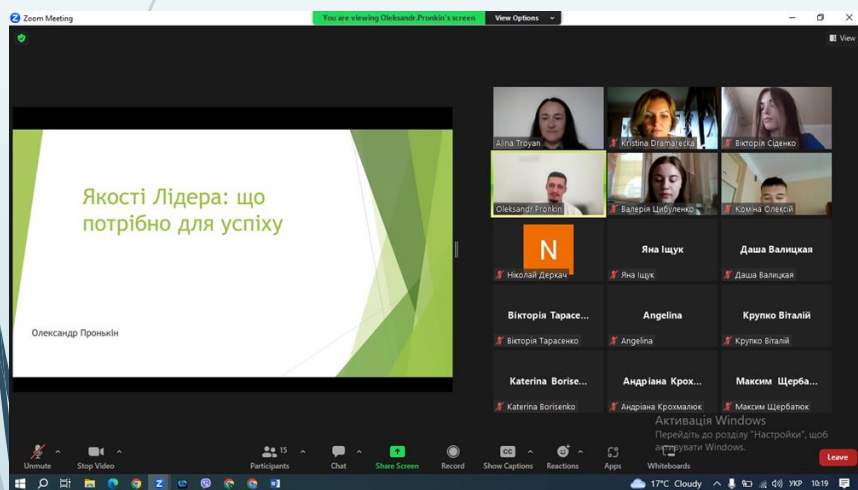 Zoom Meeting
You are viewing Oleksandr.Pronkin's screen
View Options
View
Якості Лідера: що
потрібно для успіху
Олександр Пронькін
Alina Troyan
Kristina Dramarecka
Вікторія Сіденко
Oleksandr.Pronkin
Валерія Цибуленко
Коміна Олексій
N
Ніколай Деркач
Яна Іщук
Яна Іщук
Даша Валицкая
Даша Валицкая
Вікторія Тарасе...
Вікторія Тарасенко
Angelina
Angelina
Крупко Віталій
Крупко Віталій
Katerina Borise...
Katerina Borisenko
Андріана Крох...
Андріана Крохмалюк
Максим Щерба...
Максим Щербатюк
Активація Windows
Перейдіть до розділу "Настройки", щоб
активувати Windows.
Unmute
Stop Video
15
Participants
Chat
Share Screen
Record
CC
Show Captions
Reactions
Apps
Whiteboards
Leave
17°C Cloudy
УКР
10:19